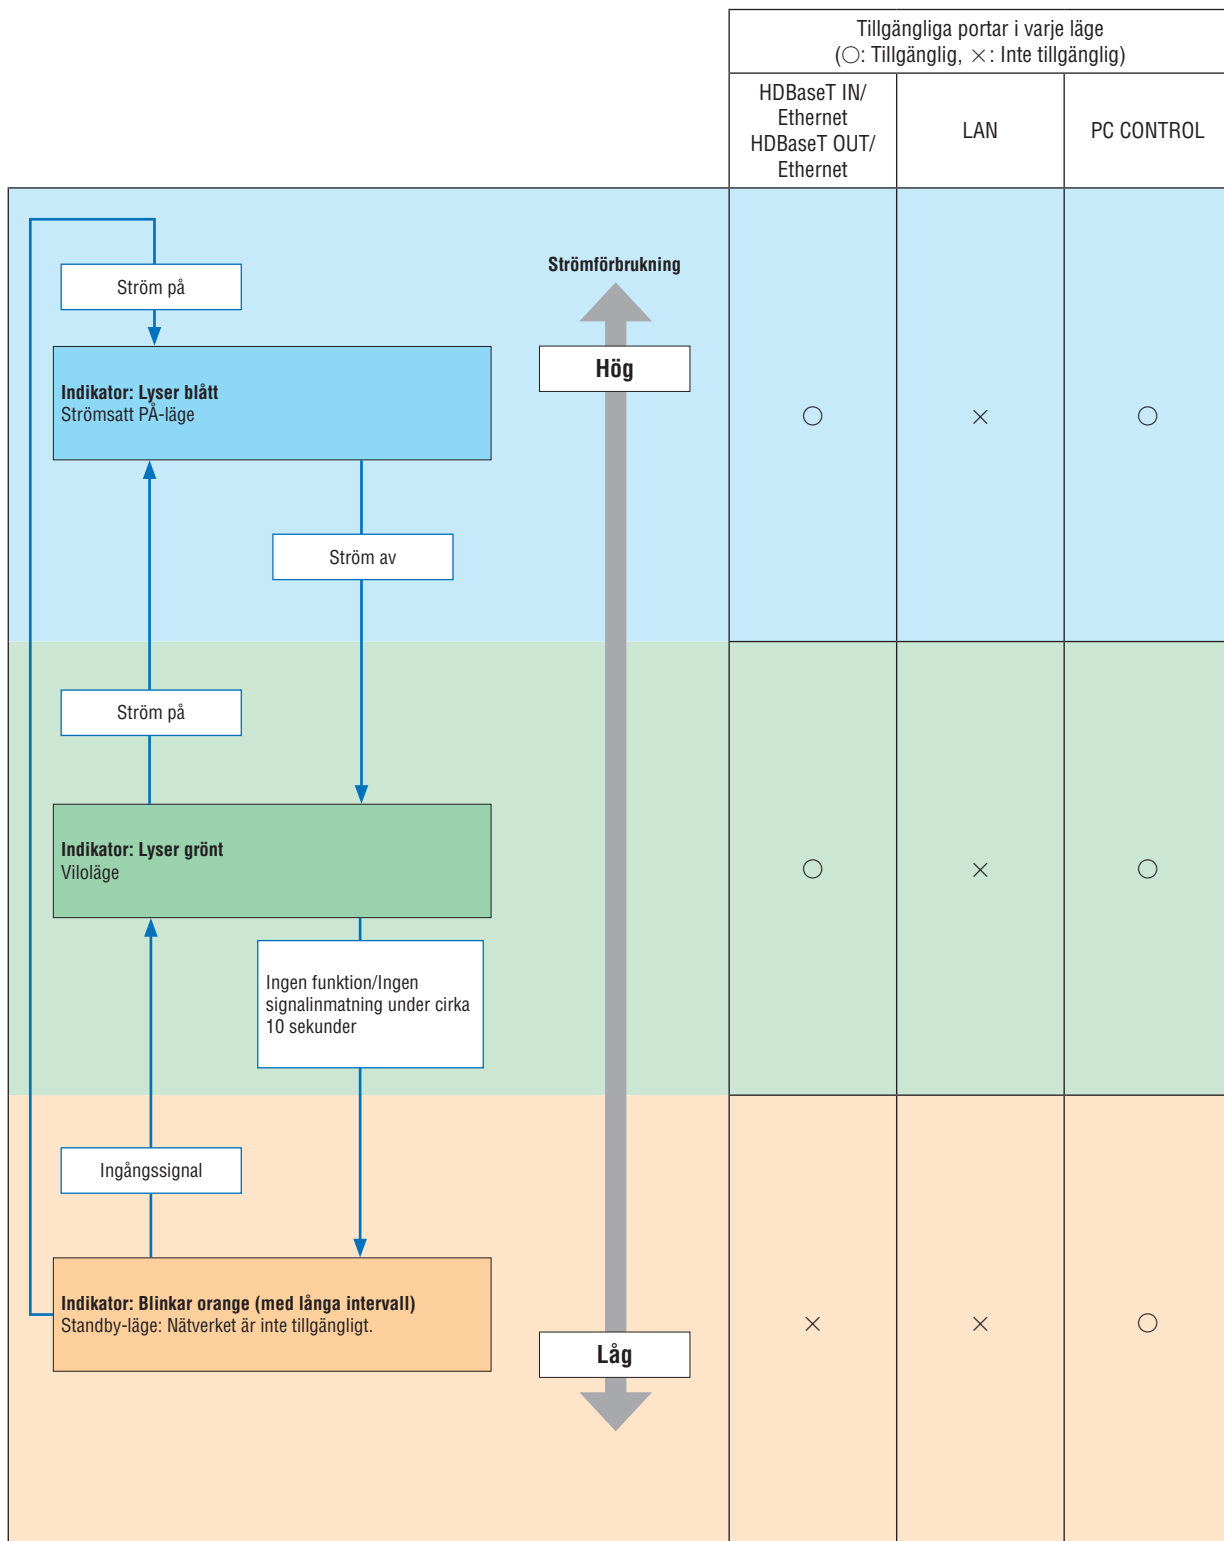 Tillgängliga portar i varje läge
(○: Tillgänglig, ×: Inte tillgänglig)
HDBaseT IN/
Ethernet
HDBaseT OUT/
Ethernet
LAN
PC CONTROL
Ström på
Strömförbrukning
Hög
Indikator: Lyser blått
Strömsatt PÅ-läge
○ × ○
Ström av
Ström på
Indikator: Lyser grönt
Viloläge
○ × ○
Ingen funktion/Ingen
signalinmatning under cirka
10 sekunder
Ingångssignal
Indikator: Blinkar orange (med långa intervall)
Standby-läge: Nätverket är inte tillgängligt.
× × ○
Låg